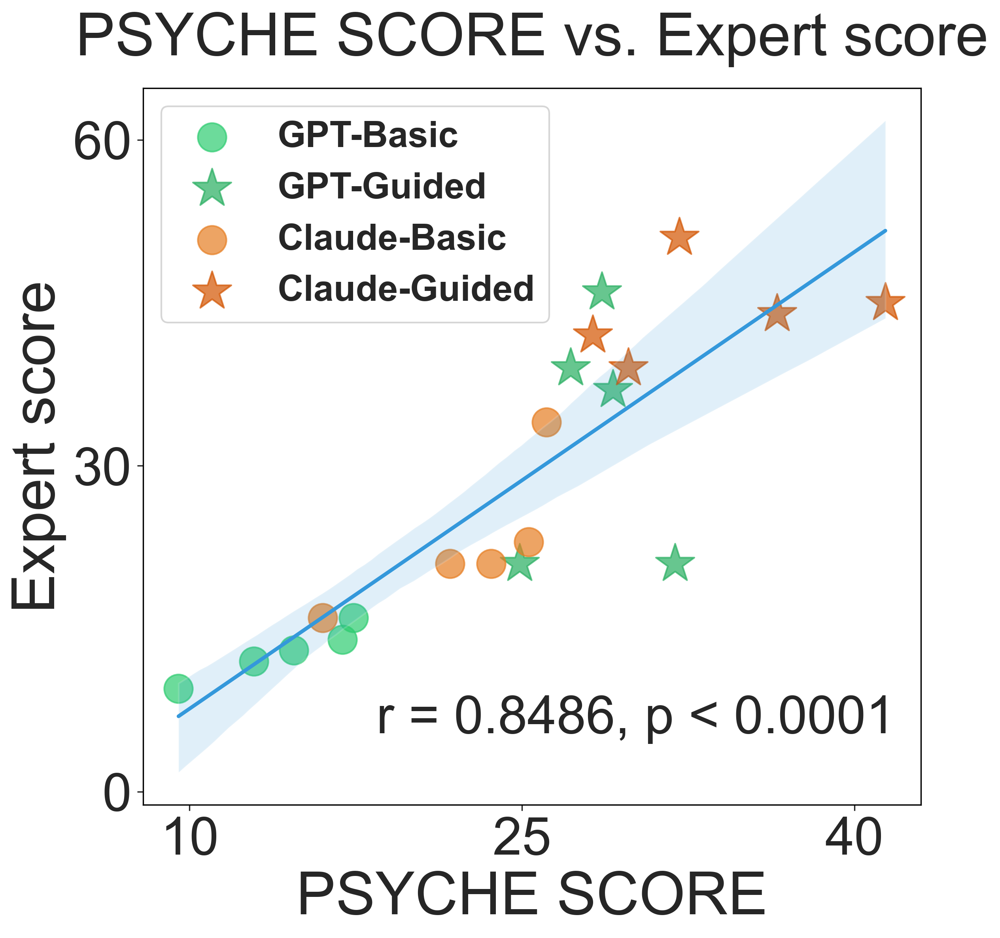 PSYCHE SCORE vs. Expert score
GPT-Basic
GPT-Guided
Claude-Basic
Claude-Guided
60
30
0
Expert score
r = 0.8486, p < 0.0001
10
25
40
PSYCHE SCORE